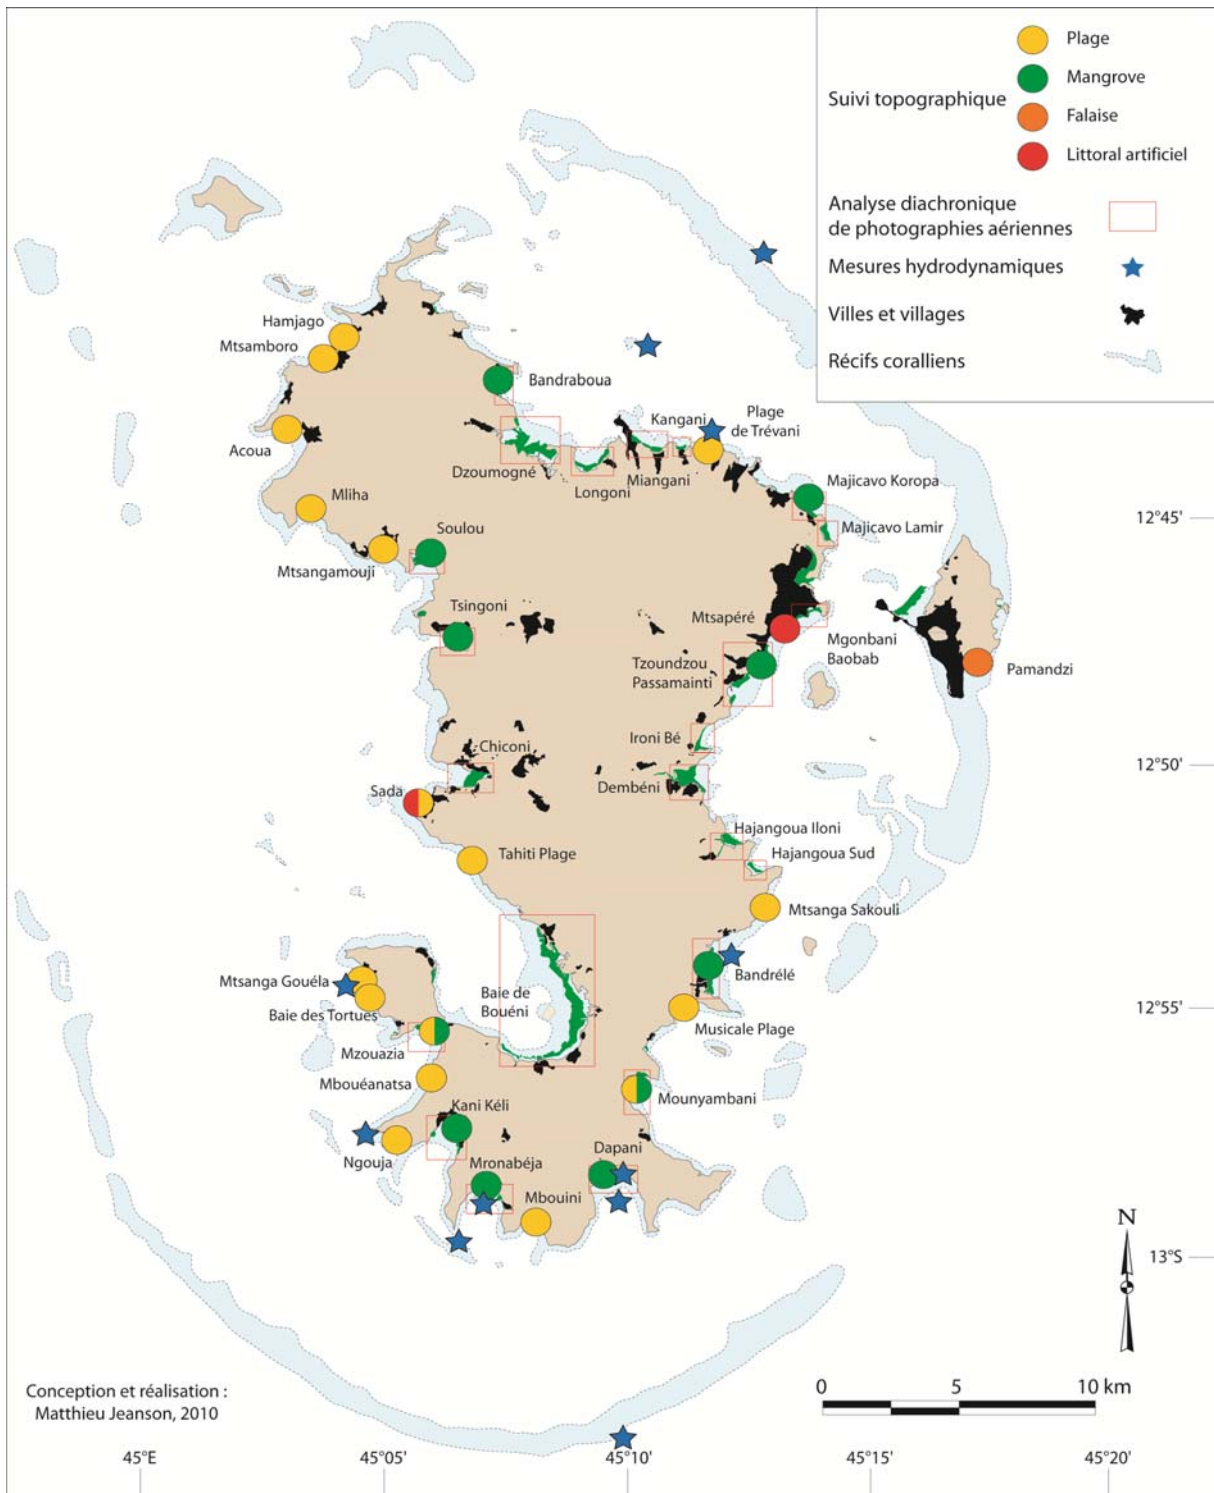 Suivi topographique
Plage
Mangrove
Falaise
Littoral artificiel
Analyse diachronique
de photographies aériennes
Mesures hydrodynamiques
Villes et villages
Récifs coralliens
Hamjago
Mtsamboro
Acoua
Mliha
Mtsangamouji
Soulou
Tsingoni
Chiconi
Sada
Tahiti Plage
Bandraboua
Dzoumogné
Longoni
Miangani
Kangani
Plage
de Trévani
Majicavo Koropa
Majicavo Lamir
12°45'
Mtsapéré
Mgonbani
Baobab
Tzoundzou
Passamainti
Pamandzi
Ironi Bé
12°50'
Dembéni
Hajangoua Iloni
Hajangoua Sud
Mtsanga Sakouli
Bandrélé
Musicale Plage
12°55'
Mtsanga Gouéla
Baie des Tortues
Baie de
Bouéni
Mzouazia
Mbouéanatsa
Kani Kéli
Ngouja
Mronabéja
Mbouini
Dapani
Mounyambani
N
13°S
Conception et réalisation :
Matthieu Jeanson, 2010
0 5 10 km
45°E 45°05' 45°10' 45°15' 45°20'